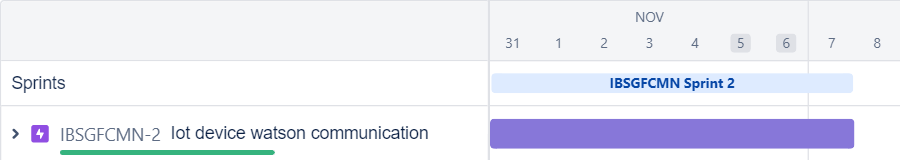 NOV
31 1 2 3 4 5 6 7 8
Sprints IBSGFCMN Sprint 2
IBSGFCMN-2 Iot device watson communication